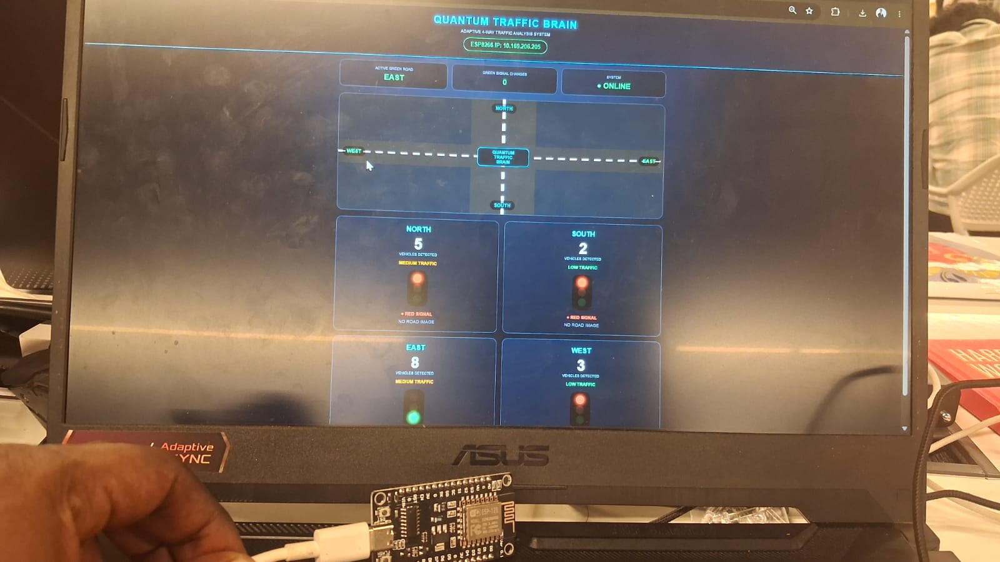 QUANTUM TRAFFIC BRAIN
ADAPTIVE 4-WAY TRAFFIC ANALYSIS SYSTEM
ESP8266 IP: 10.169.206.205
ACTIVE GREEN ROAD
EAST
GREEN SIGNAL CHANGES
0
SYSTEM
● ONLINE
NORTH
WEST
QUANTUM
TRAFFIC
BRAIN
EAST
SOUTH
NORTH
5
VEHICLES DETECTED
MEDIUM TRAFFIC
● RED SIGNAL
NO ROAD IMAGE
SOUTH
2
VEHICLES DETECTED
LOW TRAFFIC
● RED SIGNAL
NO ROAD IMAGE
EAST
8
VEHICLES DETECTED
MEDIUM TRAFFIC
WEST
3
VEHICLES DETECTED
LOW TRAFFIC
Adaptive
YNC
ASUS